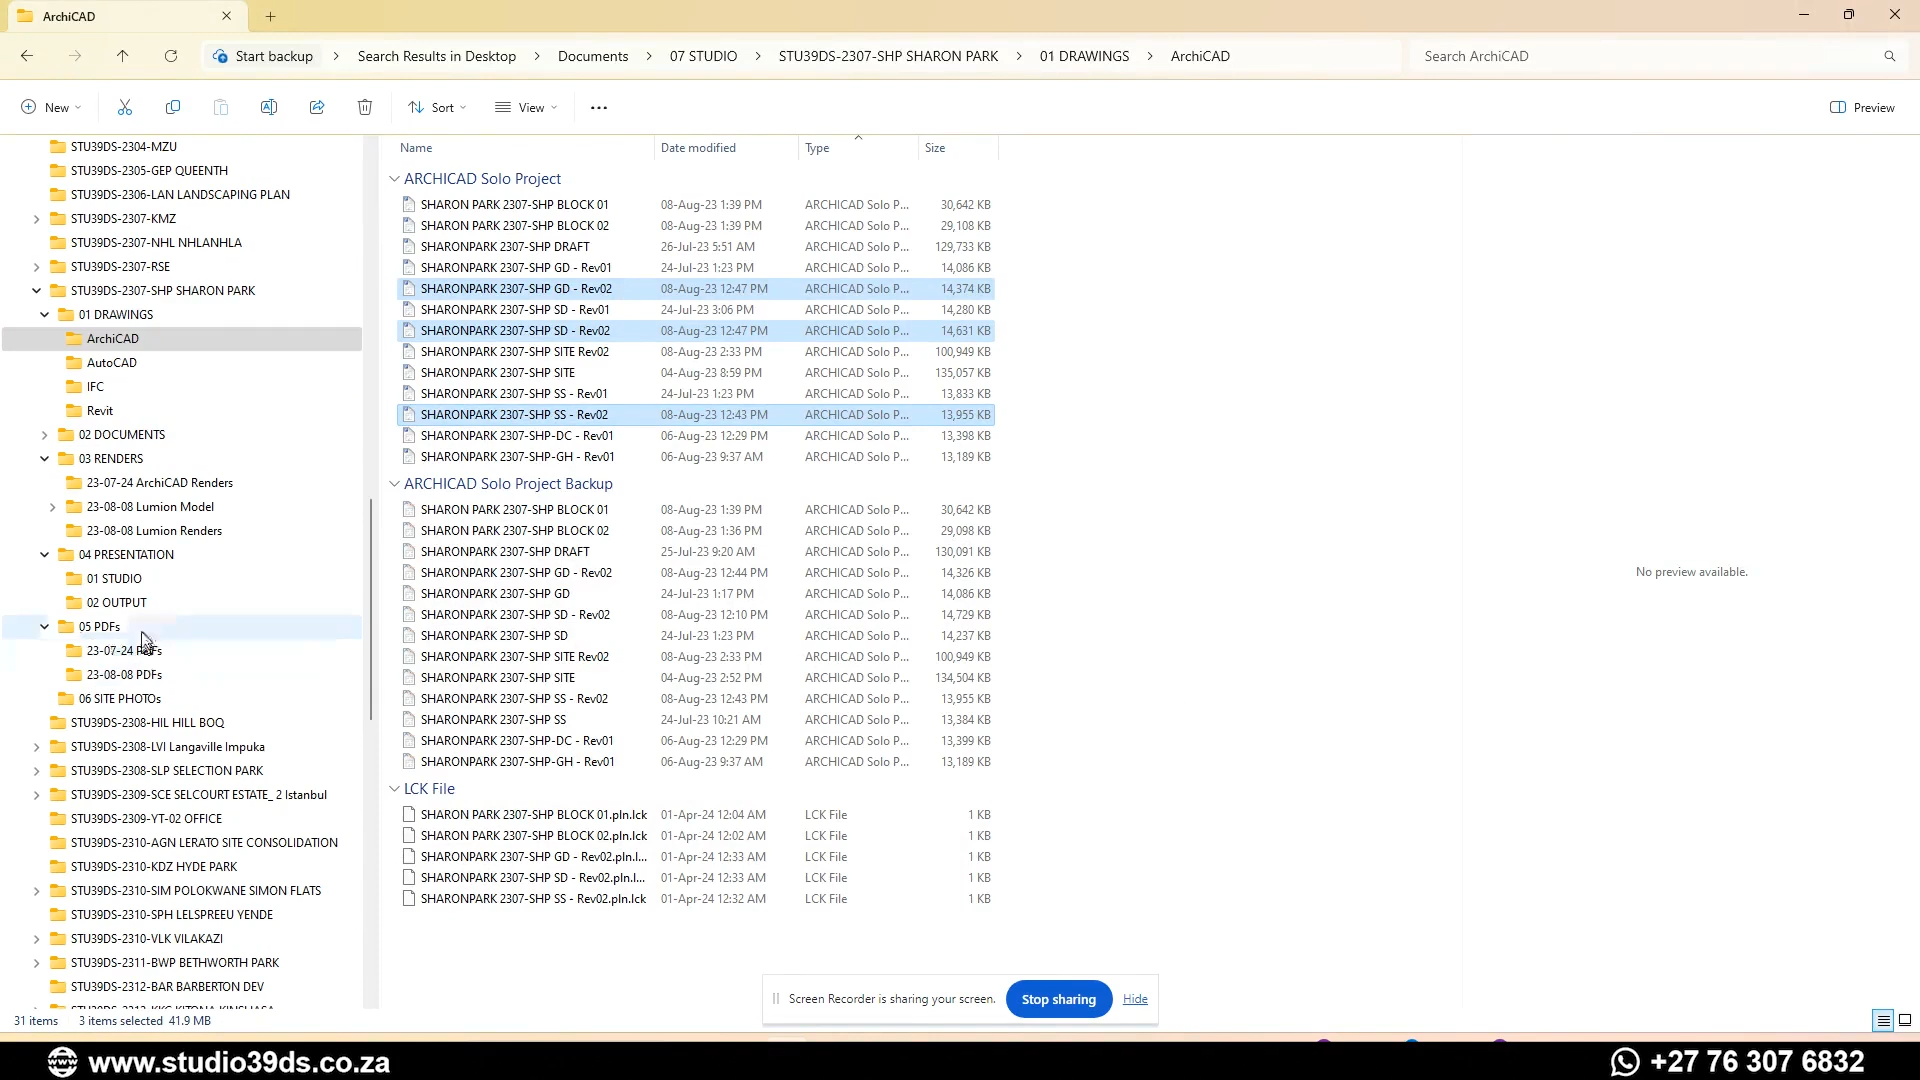 ArchiCAD
Start backup > Search Results in Desktop > Documents > 07 STUDIO > STU39DS-2307-SHP SHARON PARK > 01 DRAWINGS > ArchiCAD
Search ArchiCAD
New Sort View ... Preview
STU39DS-2304-MZU
STU39DS-2305-GEP QUEENTH
STU39DS-2306-LAN LANDSCAPING PLAN
STU39DS-2307-KMZ
STU39DS-2307-NHL NHLANHLA
STU39DS-2307-RSE
STU39DS-2307-SHP SHARON PARK
01 DRAWINGS
ArchiCAD
AutoCAD
IFC
Revit
02 DOCUMENTS
03 RENDERS
23-07-24 ArchiCAD Renders
23-08-08 Lumion Model
23-08-08 Lumion Renders
04 PRESENTATION
01 STUDIO
02 OUTPUT
05 PDFs
23-07-24 PDFs
23-08-08 PDFs
06 SITE PHOTOs
STU39DS-2308-HIL HILL BOQ
STU39DS-2308-LVI Langaville Impuka
STU39DS-2308-SLP SELECTION PARK
STU39DS-2309-SCE SELCOURT ESTATE_ 2 Istanbul
STU39DS-2309-YT-02 OFFICE
STU39DS-2310-AGN LERATO SITE CONSOLIDATION
STU39DS-2310-KDZ HYDE PARK
STU39DS-2310-SIM POLOKWANE SIMON FLATS
STU39DS-2310-SPH LELSPREEU YENDE
STU39DS-2310-VLK VILAKAZI
STU39DS-2311-BWP BETHWORTH PARK
STU39DS-2312-BAR BARBERTON DEV
Name Date modified Type Size
ARCHICAD Solo Project
SHARON PARK 2307-SHP BLOCK 01 08-Aug-23 1:39 PM ARCHICAD Solo P... 30,642 KB
SHARON PARK 2307-SHP BLOCK 02 08-Aug-23 1:39 PM ARCHICAD Solo P... 29,108 KB
SHARONPARK 2307-SHP DRAFT 26-Jul-23 5:51 AM ARCHICAD Solo P... 129,733 KB
SHARONPARK 2307-SHP GD - Rev01 24-Jul-23 1:23 PM ARCHICAD Solo P... 14,086 KB
SHARONPARK 2307-SHP GD - Rev02 08-Aug-23 12:47 PM ARCHICAD Solo P... 14,374 KB
SHARONPARK 2307-SHP SD - Rev01 24-Jul-23 3:06 PM ARCHICAD Solo P... 14,280 KB
SHARONPARK 2307-SHP SD - Rev02 08-Aug-23 12:47 PM ARCHICAD Solo P... 14,631 KB
SHARONPARK 2307-SHP SITE Rev02 08-Aug-23 2:33 PM ARCHICAD Solo P... 100,949 KB
SHARONPARK 2307-SHP SITE 04-Aug-23 8:59 PM ARCHICAD Solo P... 135,057 KB
SHARONPARK 2307-SHP SS - Rev01 24-Jul-23 1:23 PM ARCHICAD Solo P... 13,833 KB
SHARONPARK 2307-SHP SS - Rev02 08-Aug-23 12:43 PM ARCHICAD Solo P... 13,955 KB
SHARONPARK 2307-SHP-DC - Rev01 06-Aug-23 12:29 PM ARCHICAD Solo P... 13,398 KB
SHARONPARK 2307-SHP-GH - Rev01 06-Aug-23 9:37 AM ARCHICAD Solo P... 13,189 KB
ARCHICAD Solo Project Backup
SHARON PARK 2307-SHP BLOCK 01 08-Aug-23 1:39 PM ARCHICAD Solo P... 30,642 KB
SHARON PARK 2307-SHP BLOCK 02 08-Aug-23 1:36 PM ARCHICAD Solo P... 29,098 KB
SHARONPARK 2307-SHP DRAFT 25-Jul-23 9:20 AM ARCHICAD Solo P... 130,091 KB
SHARONPARK 2307-SHP GD - Rev02 08-Aug-23 12:44 PM ARCHICAD Solo P... 14,326 KB
SHARONPARK 2307-SHP GD 24-Jul-23 1:17 PM ARCHICAD Solo P... 14,086 KB
SHARONPARK 2307-SHP SD - Rev02 08-Aug-23 12:10 PM ARCHICAD Solo P... 14,729 KB
SHARONPARK 2307-SHP SD 24-Jul-23 1:23 PM ARCHICAD Solo P... 14,237 KB
SHARONPARK 2307-SHP SITE Rev02 08-Aug-23 2:33 PM ARCHICAD Solo P... 100,949 KB
SHARONPARK 2307-SHP SITE 04-Aug-23 2:52 PM ARCHICAD Solo P... 134,504 KB
SHARONPARK 2307-SHP SS - Rev02 08-Aug-23 12:43 PM ARCHICAD Solo P... 13,955 KB
SHARONPARK 2307-SHP SS 24-Jul-23 10:21 AM ARCHICAD Solo P... 13,384 KB
SHARONPARK 2307-SHP-DC - Rev01 06-Aug-23 12:29 PM ARCHICAD Solo P... 13,399 KB
SHARONPARK 2307-SHP-GH - Rev01 06-Aug-23 9:37 AM ARCHICAD Solo P... 13,189 KB
LCK File
SHARON PARK 2307-SHP BLOCK 01.pln.lck 01-Apr-24 12:04 AM LCK File 1 KB
SHARON PARK 2307-SHP BLOCK 02.pln.lck 01-Apr-24 12:02 AM LCK File 1 KB
SHARONPARK 2307-SHP GD - Rev02.pln.l... 01-Apr-24 12:33 AM LCK File 1 KB
SHARONPARK 2307-SHP SD - Rev02.pln.l... 01-Apr-24 12:33 AM LCK File 1 KB
SHARONPARK 2307-SHP SS - Rev02.pln.lck 01-Apr-24 12:32 AM LCK File 1 KB
No preview available.
Screen Recorder is sharing your screen. Stop sharing Hide
31 items 3 items selected 41.9 MB
www.studio39ds.co.za +27 76 307 6832